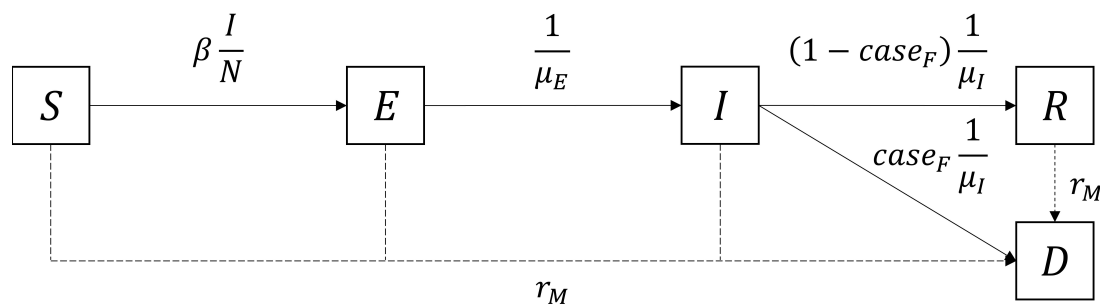 β I/N
1/μ_E
(1 − case_F) 1/μ_I
S
E
I
R
case_F 1/μ_I
r_M
D
r_M